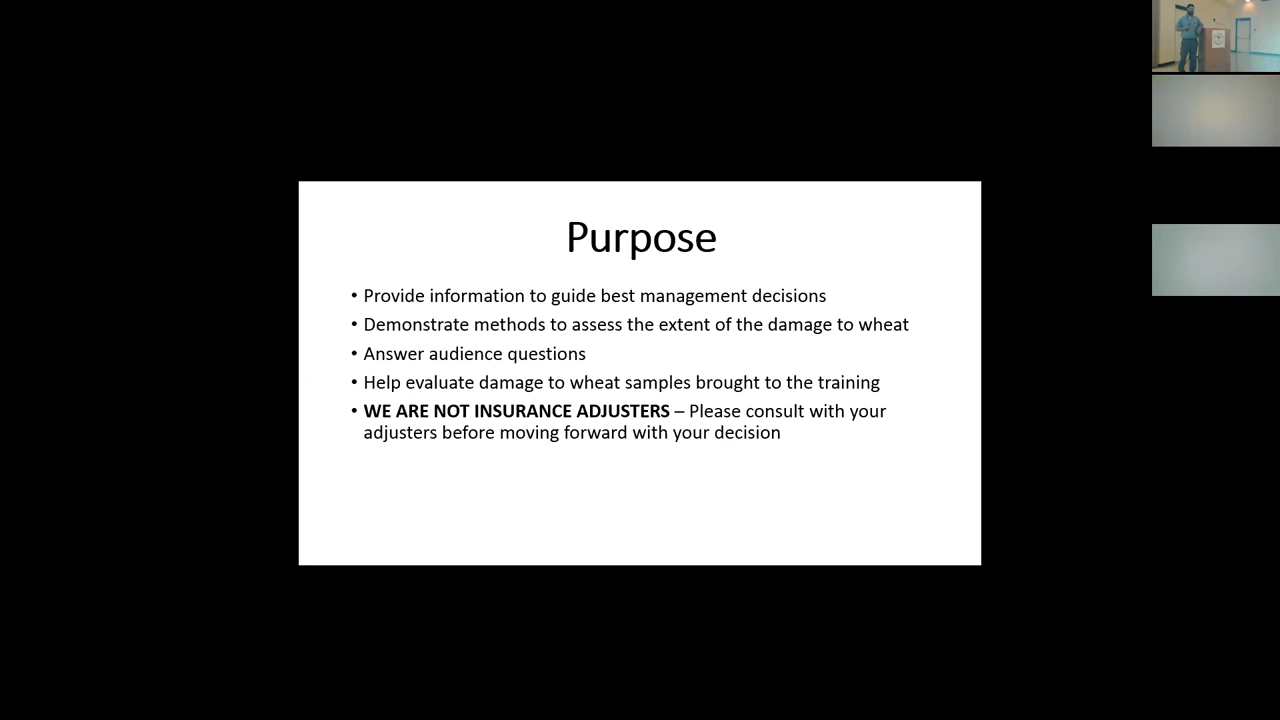 Purpose
• Provide information to guide best management decisions
• Demonstrate methods to assess the extent of the damage to wheat
• Answer audience questions
• Help evaluate damage to wheat samples brought to the training
• WE ARE NOT INSURANCE ADJUSTERS – Please consult with your
adjusters before moving forward with your decision